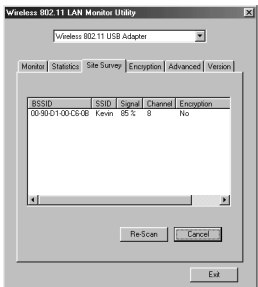 Wireless 802.11 LAN Monitor Utility
Wireless 802.11 USB Adapter
Monitor Statistics Site Survey Encryption Advanced Version
BSSID SSID Signal Channel Encryption
00-90-D1-00-C6-0B Kevin 85 % 8 No
Re-Scan Cancel
Exit